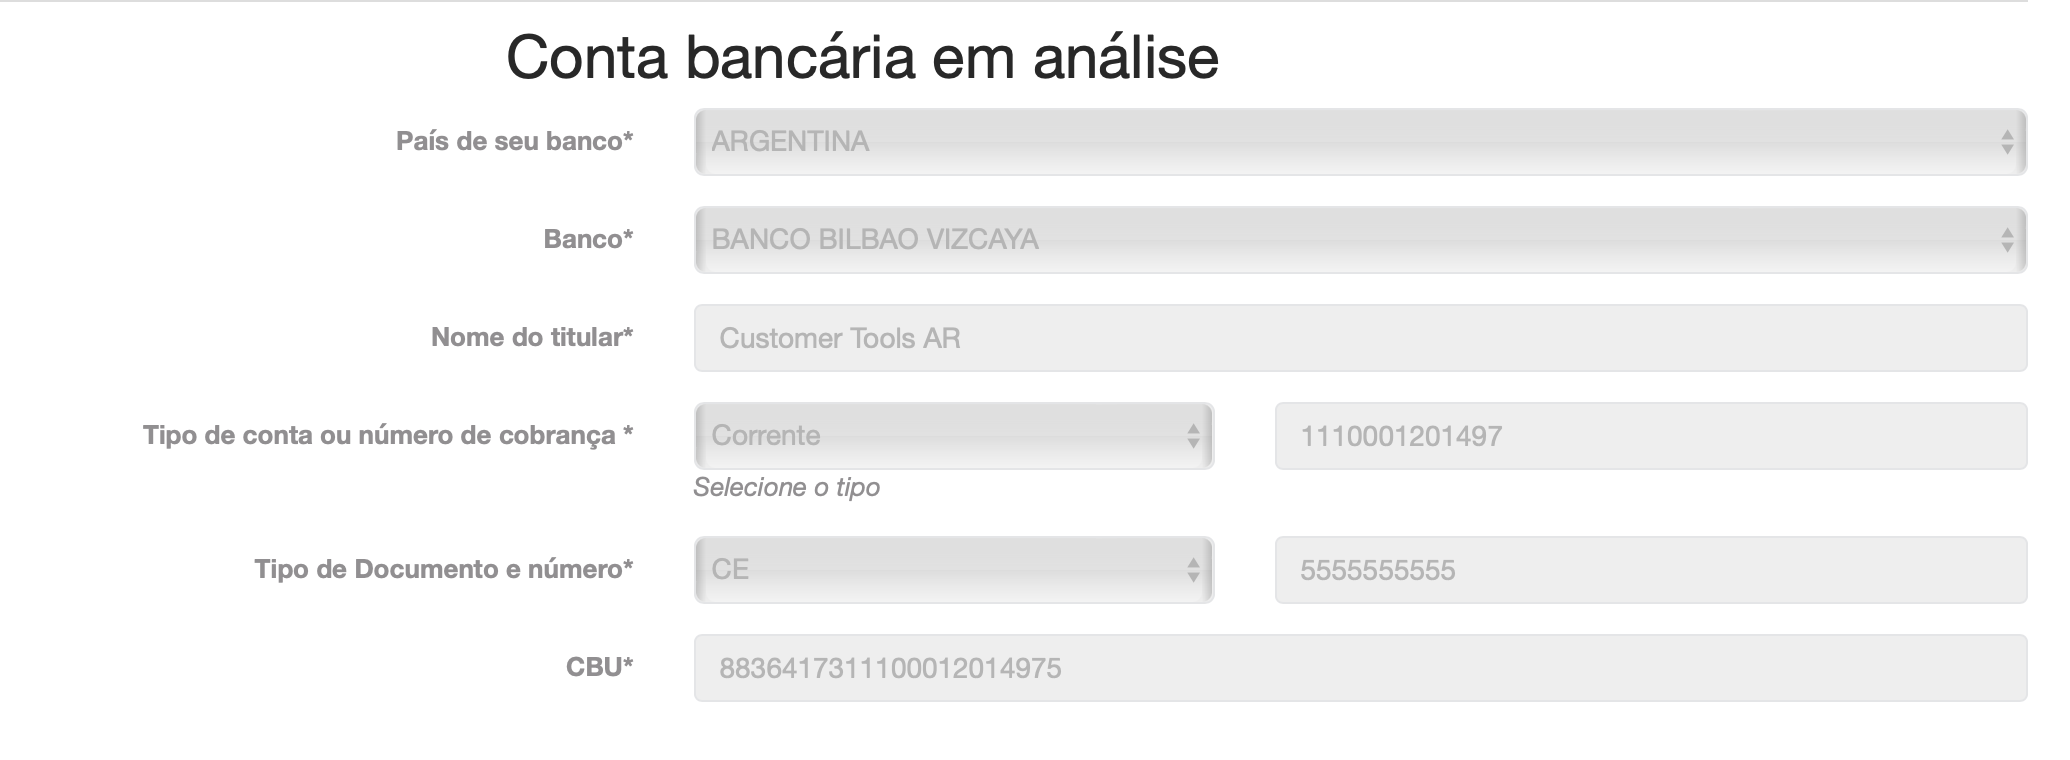 Conta bancária em análise
País de seu banco* ARGENTINA
Banco* BANCO BILBAO VIZCAYA
Nome do titular* Customer Tools AR
Tipo de conta ou número de cobrança * Corrente 1110001201497
Selecione o tipo
Tipo de Documento e número* CE 5555555555
CBU* 8836417311100012014975